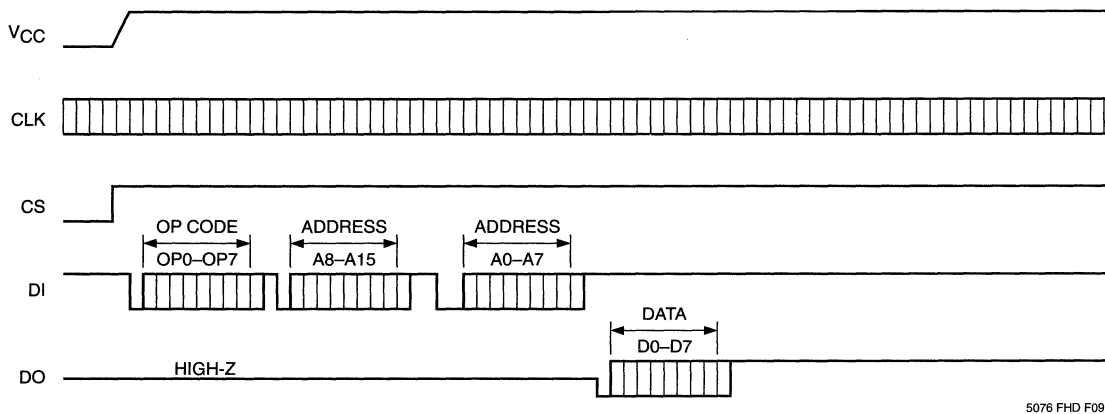 VCC
CLK
CS
OP CODE ADDRESS ADDRESS
OP0–OP7 A8–A15 A0–A7
DI
DATA
D0–D7
HIGH-Z
DO
5076 FHD F09